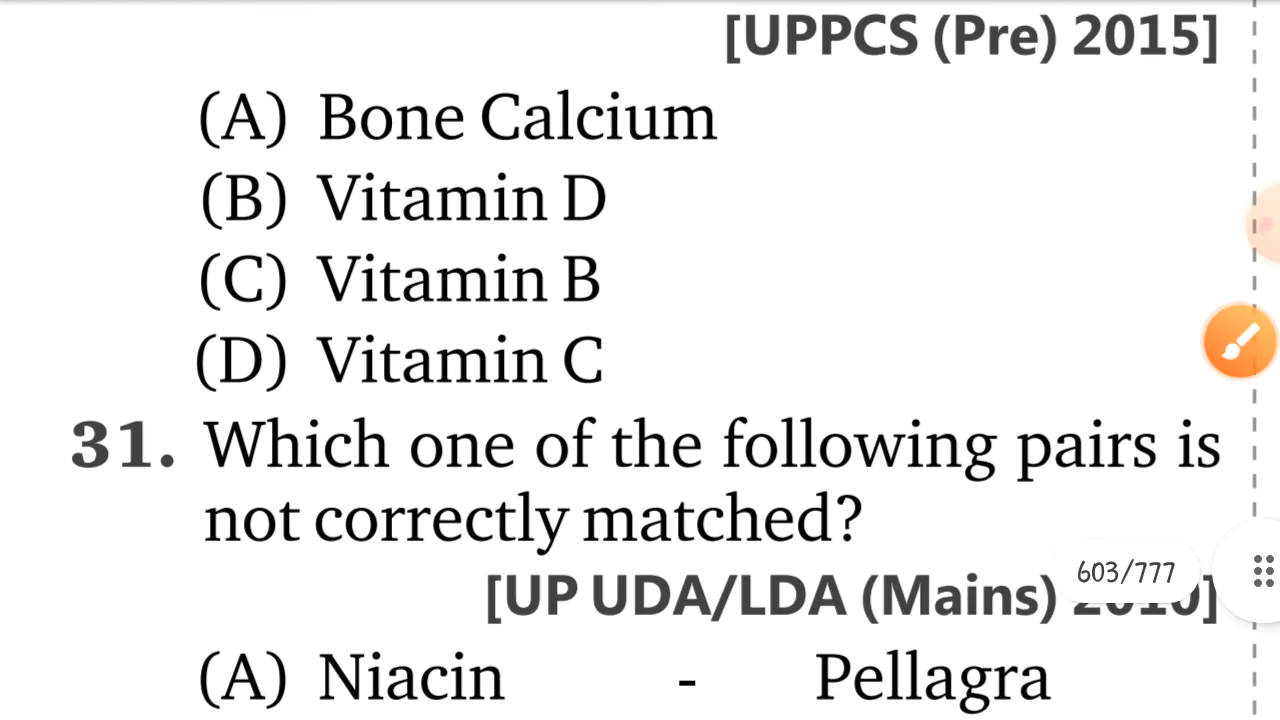 [UPPCS (Pre) 2015]
(A) Bone Calcium
(B) Vitamin D
(C) Vitamin B
(D) Vitamin C
31. Which one of the following pairs is
not correctly matched?
603/777
[UP UDA/LDA (Mains) 2010]
(A) Niacin - Pellagra